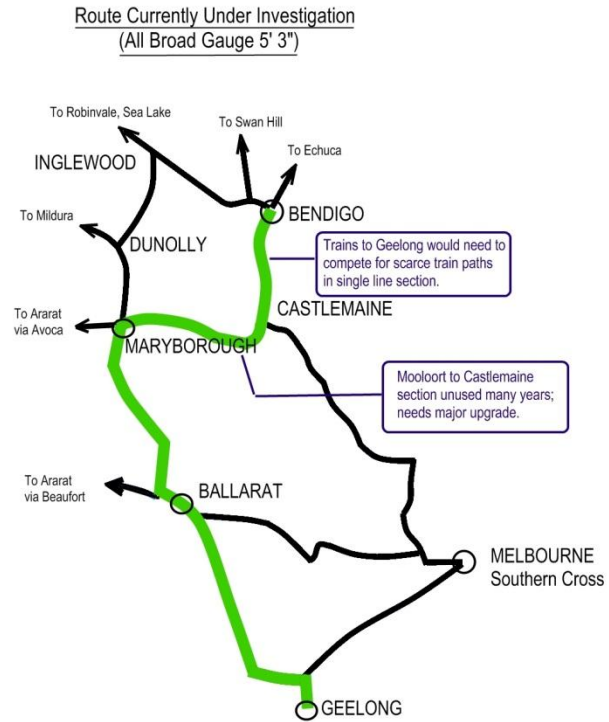 Route Currently Under Investigation
(All Broad Gauge 5' 3")
To Robinvale, Sea Lake
To Swan Hill
To Echuca
INGLEWOOD
BENDIGO
To Mildura
DUNOLLY
Trains to Geelong would need to
compete for scarce train paths
in single line section.
To Ararat
via Avoca
CASTLEMAINE
MARYBOROUGH
Mooloort to Castlemaine
section unused many years;
needs major upgrade.
To Ararat
via Beaufort
BALLARAT
MELBOURNE
Southern Cross
GEELONG